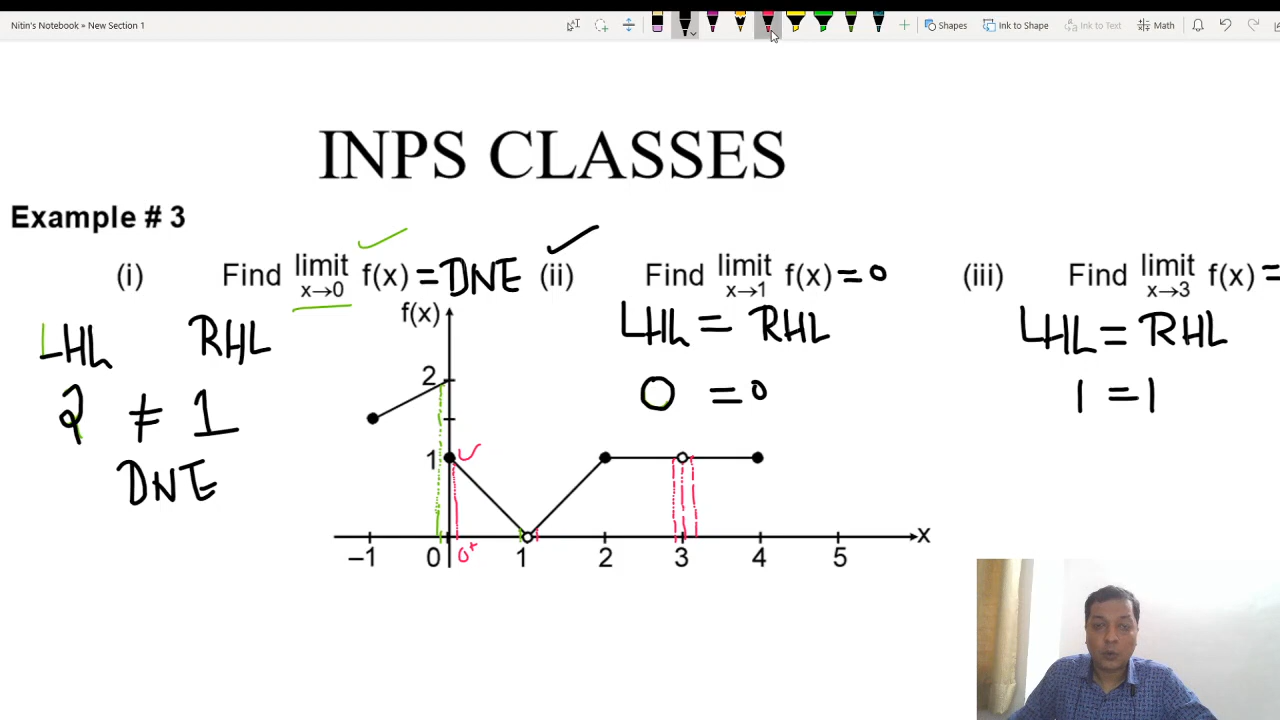 Nitin's Notebook » New Section 1
Shapes Ink to Shape Ink to Text Math
INPS CLASSES
Example # 3
(i) Find limit x→0 f(x) = DNE
(ii) Find limit x→1 f(x) = 0
(iii) Find limit x→3 f(x) =
LHL RHL
2 ≠ 1
DNE
LHL = RHL
0 = 0
LHL = RHL
1 = 1
f(x)
2
1
–1 0 0+ 1 2 3 4 5 x